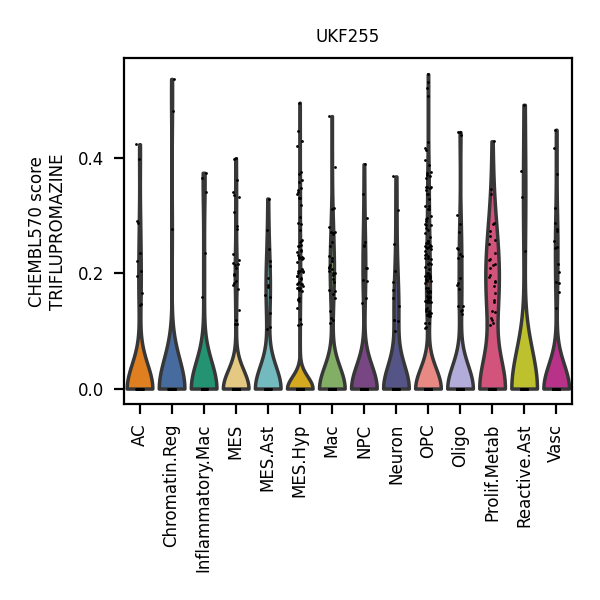 UKF255
CHEMBL570 score
TRIFLUPROMAZINE
0.4
0.2
0.0
AC
Chromatin.Reg
Inflammatory.Mac
MES
MES.Ast
MES.Hyp
Mac
NPC
Neuron
OPC
Oligo
Prolif.Metab
Reactive.Ast
Vasc